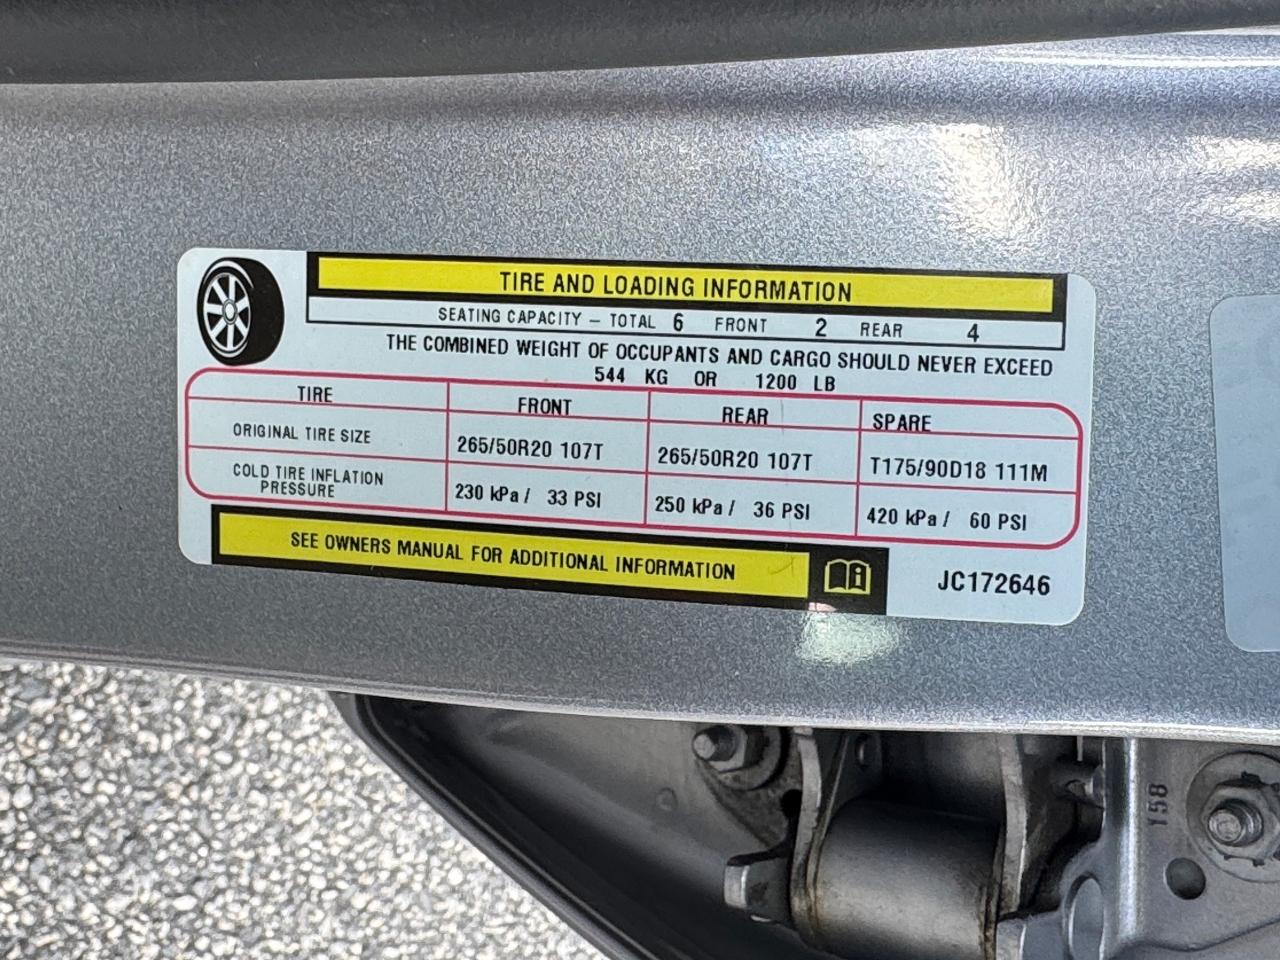 TIRE AND LOADING INFORMATION
SEATING CAPACITY – TOTAL 6 FRONT 2 REAR 4
THE COMBINED WEIGHT OF OCCUPANTS AND CARGO SHOULD NEVER EXCEED
544 KG OR 1200 LB
TIRE FRONT REAR SPARE
ORIGINAL TIRE SIZE 265/50R20 107T 265/50R20 107T T175/90D18 111M
COLD TIRE INFLATION
PRESSURE 230 kPa / 33 PSI 250 kPa / 36 PSI 420 kPa / 60 PSI
SEE OWNERS MANUAL FOR ADDITIONAL INFORMATION
JC172646
158